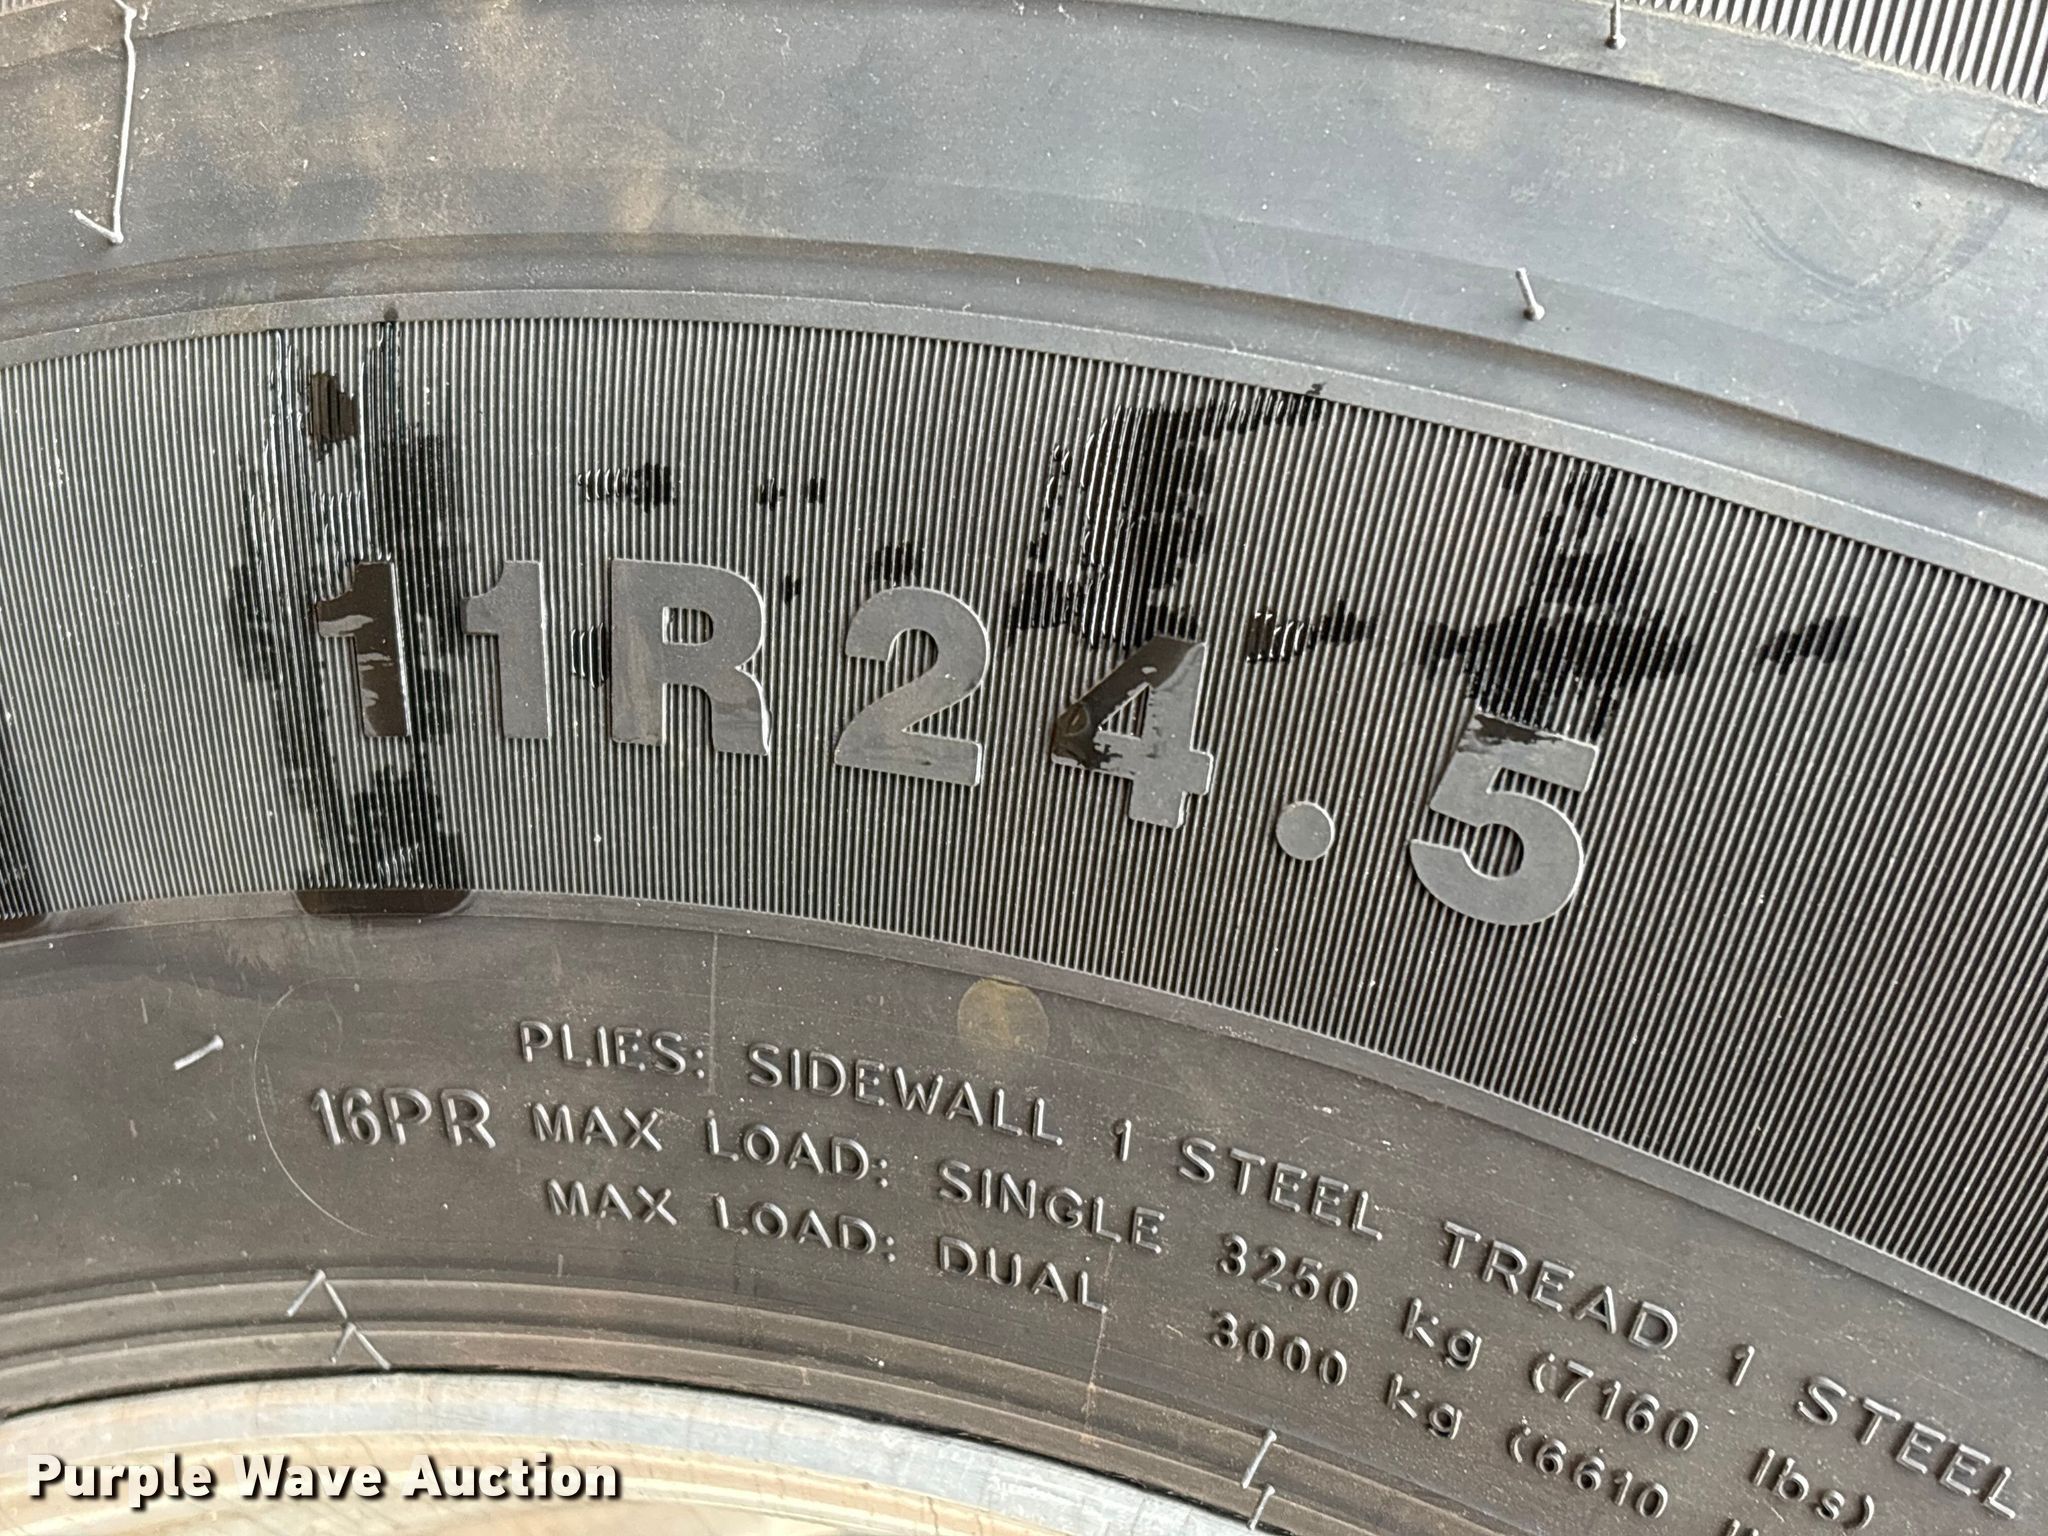 11R24.5
PLIES: SIDEWALL 1 STEEL TREAD 1 STEEL
16PR MAX LOAD: SINGLE 3250 kg (7160 lbs)
MAX LOAD: DUAL 3000 kg (6610
Purple Wave Auction